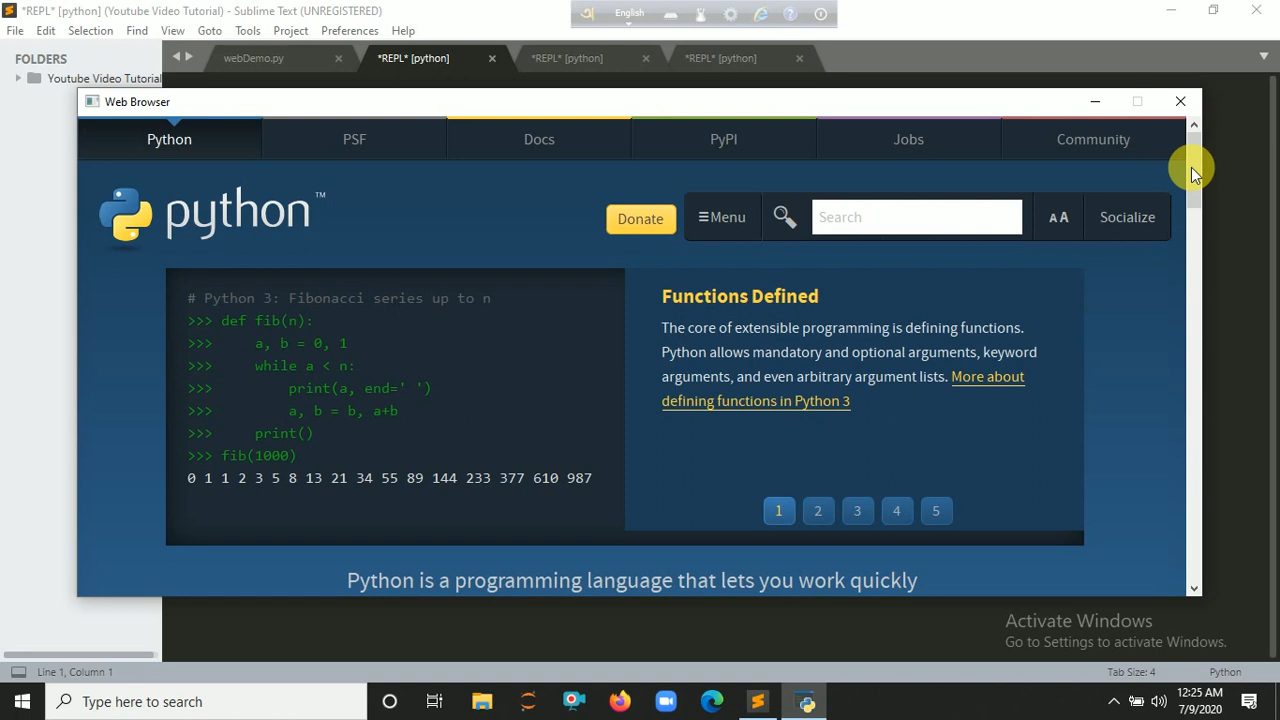 *REPL* [python] (Youtube Video Tutorial) - Sublime Text (UNREGISTERED)
English
File Edit Selection Find View Goto Tools Project Preferences Help
FOLDERS
Youtube Video Tutorial
webDemo.py
*REPL* [python]
*REPL* [python]
*REPL* [python]
Web Browser
Python PSF Docs PyPI Jobs Community
python™
Donate
≡Menu
Search
AA
Socialize
# Python 3: Fibonacci series up to n
>>> def fib(n):
>>>     a, b = 0, 1
>>>     while a < n:
>>>         print(a, end=' ')
>>>         a, b = b, a+b
>>>     print()
>>> fib(1000)
0 1 1 2 3 5 8 13 21 34 55 89 144 233 377 610 987
Functions Defined
The core of extensible programming is defining functions.
Python allows mandatory and optional arguments, keyword
arguments, and even arbitrary argument lists. More about
defining functions in Python 3
1 2 3 4 5
Python is a programming language that lets you work quickly
Activate Windows
Go to Settings to activate Windows.
Line 1, Column 1
Tab Size: 4
Python
Type here to search
12:25 AM
7/9/2020